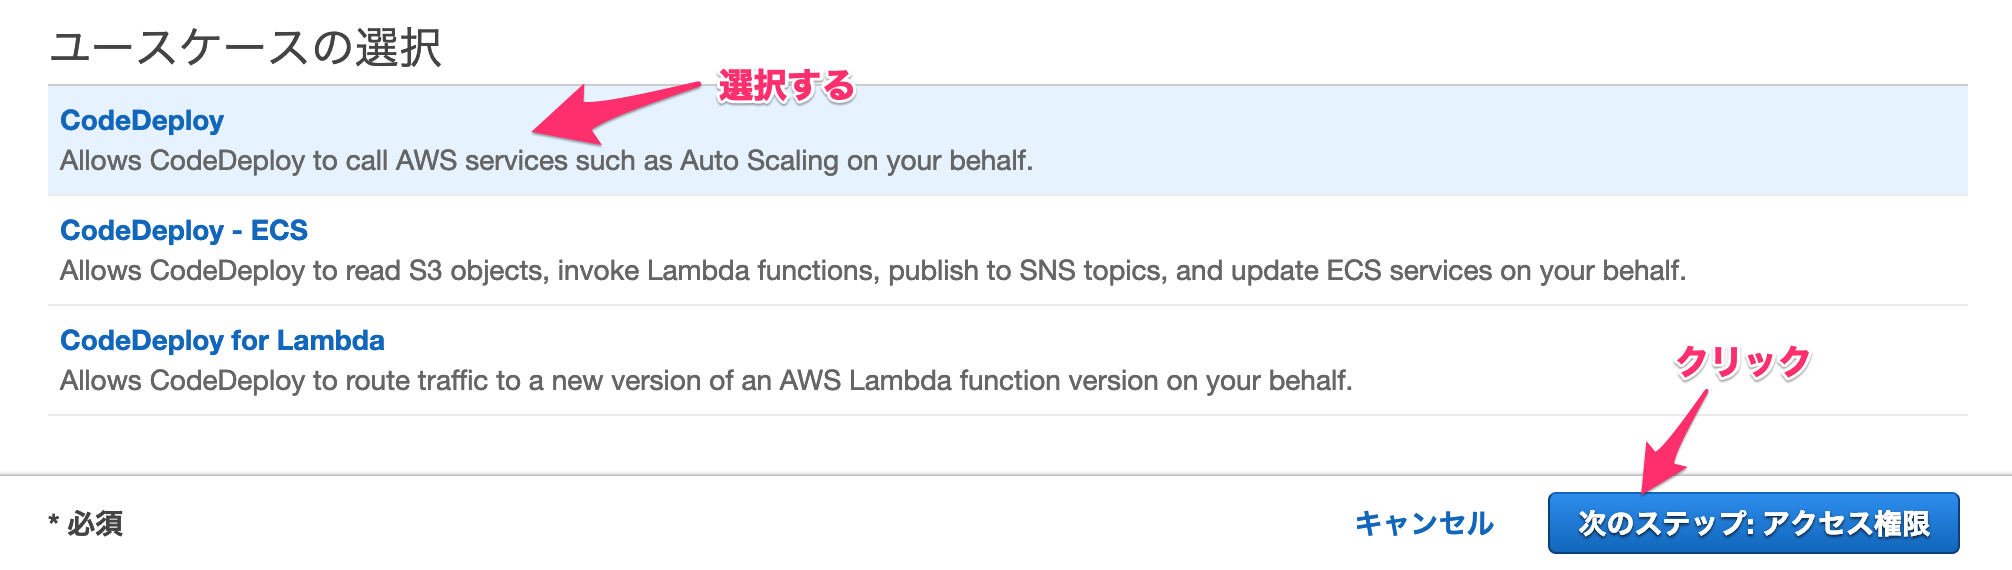 ユースケースの選択
選択する
CodeDeploy
Allows CodeDeploy to call AWS services such as Auto Scaling on your behalf.
CodeDeploy - ECS
Allows CodeDeploy to read S3 objects, invoke Lambda functions, publish to SNS topics, and update ECS services on your behalf.
CodeDeploy for Lambda
Allows CodeDeploy to route traffic to a new version of an AWS Lambda function version on your behalf.
クリック
* 必須
キャンセル
次のステップ: アクセス権限